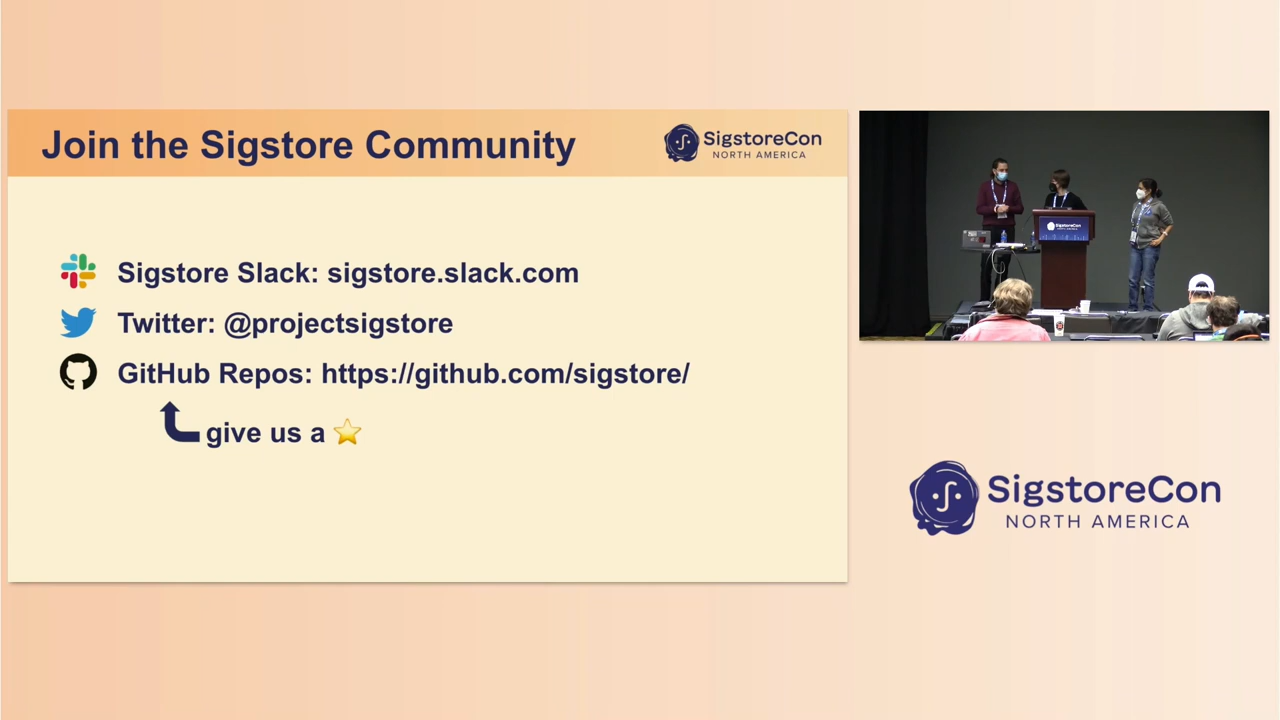 Join the Sigstore Community
SigstoreCon
NORTH AMERICA
Sigstore Slack: sigstore.slack.com
Twitter: @projectsigstore
GitHub Repos: https://github.com/sigstore/
give us a ⭐
SigstoreCon
SigstoreCon
NORTH AMERICA